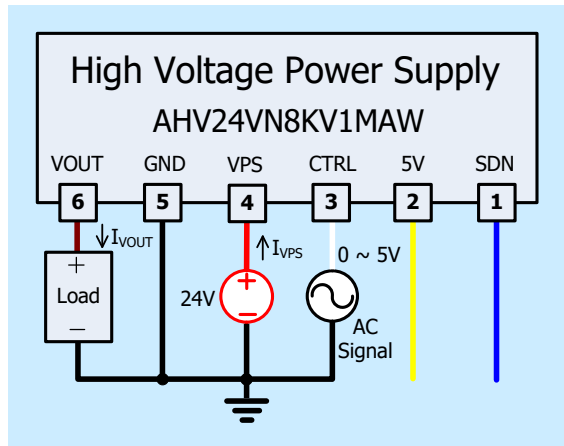 High Voltage Power Supply
AHV24VN8KV1MAW
VOUT GND VPS CTRL 5V SDN
6 5 4 3 2 1
↓IVOUT ↑IVPS 0 ~ 5V
+ +
Load 24V
− −
AC
Signal